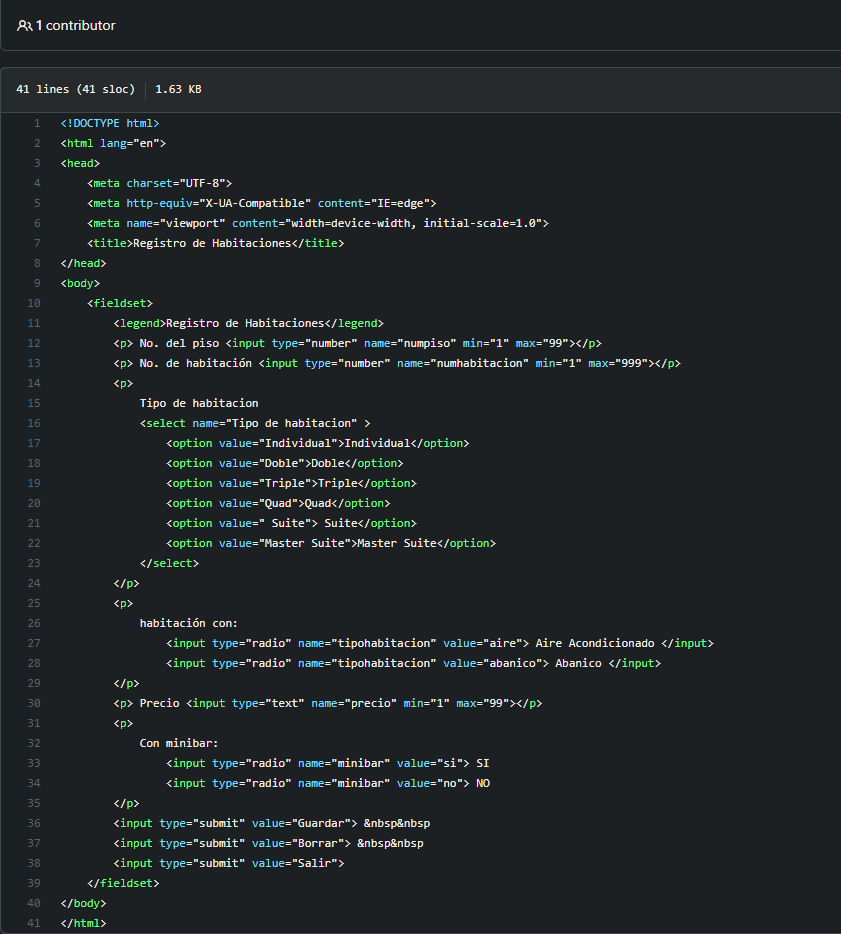 1 contributor
41 lines (41 sloc) 1.63 KB
1 <!DOCTYPE html>
2 <html lang="en">
3 <head>
4     <meta charset="UTF-8">
5     <meta http-equiv="X-UA-Compatible" content="IE=edge">
6     <meta name="viewport" content="width=device-width, initial-scale=1.0">
7     <title>Registro de Habitaciones</title>
8 </head>
9 <body>
10     <fieldset>
11         <legend>Registro de Habitaciones</legend>
12         <p> No. del piso <input type="number" name="numpiso" min="1" max="99"></p>
13         <p> No. de habitación <input type="number" name="numhabitacion" min="1" max="999"></p>
14         <p>
15             Tipo de habitacion
16             <select name="Tipo de habitacion" >
17                 <option value="Individual">Individual</option>
18                 <option value="Doble">Doble</option>
19                 <option value="Triple">Triple</option>
20                 <option value="Quad">Quad</option>
21                 <option value=" Suite"> Suite</option>
22                 <option value="Master Suite">Master Suite</option>
23             </select>
24         </p>
25         <p>
26             habitación con:
27                 <input type="radio" name="tipohabitacion" value="aire"> Aire Acondicionado </input>
28                 <input type="radio" name="tipohabitacion" value="abanico"> Abanico </input>
29         </p>
30         <p> Precio <input type="text" name="precio" min="1" max="99"></p>
31         <p>
32             Con minibar:
33                 <input type="radio" name="minibar" value="si"> SI
34                 <input type="radio" name="minibar" value="no"> NO
35         </p>
36         <input type="submit" value="Guardar"> &nbsp&nbsp
37         <input type="submit" value="Borrar"> &nbsp&nbsp
38         <input type="submit" value="Salir">
39     </fieldset>
40 </body>
41 </html>